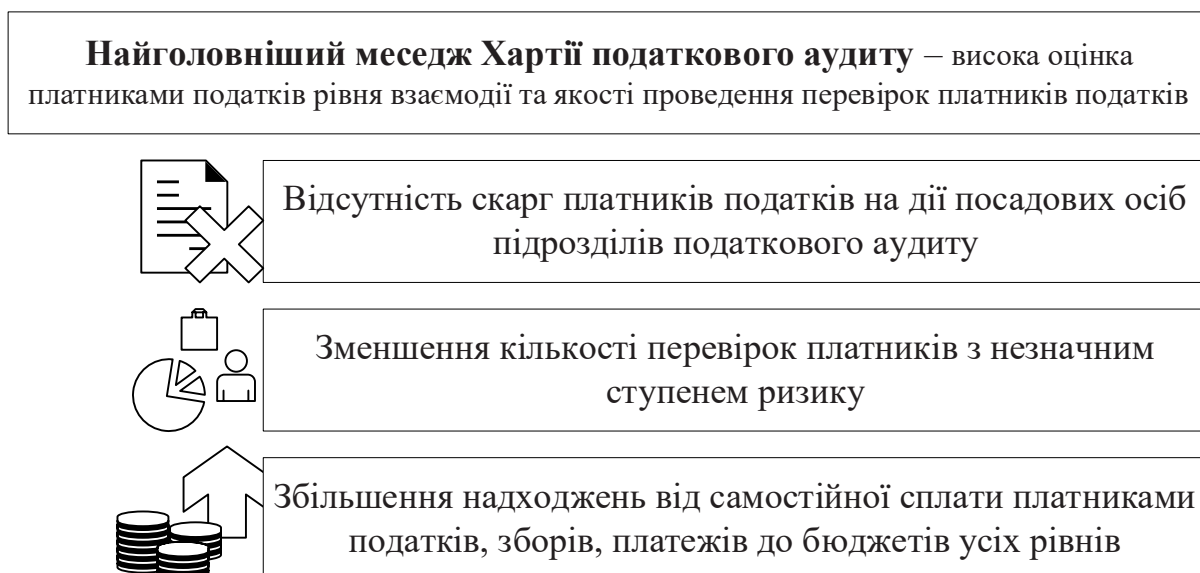 Найголовніший меседж Хартії податкового аудиту – висока оцінка
платниками податків рівня взаємодії та якості проведення перевірок платників податків
Відсутність скарг платників податків на дії посадових осіб
підрозділів податкового аудиту
Зменшення кількості перевірок платників з незначним
ступенем ризику
Збільшення надходжень від самостійної сплати платниками
податків, зборів, платежів до бюджетів усіх рівнів